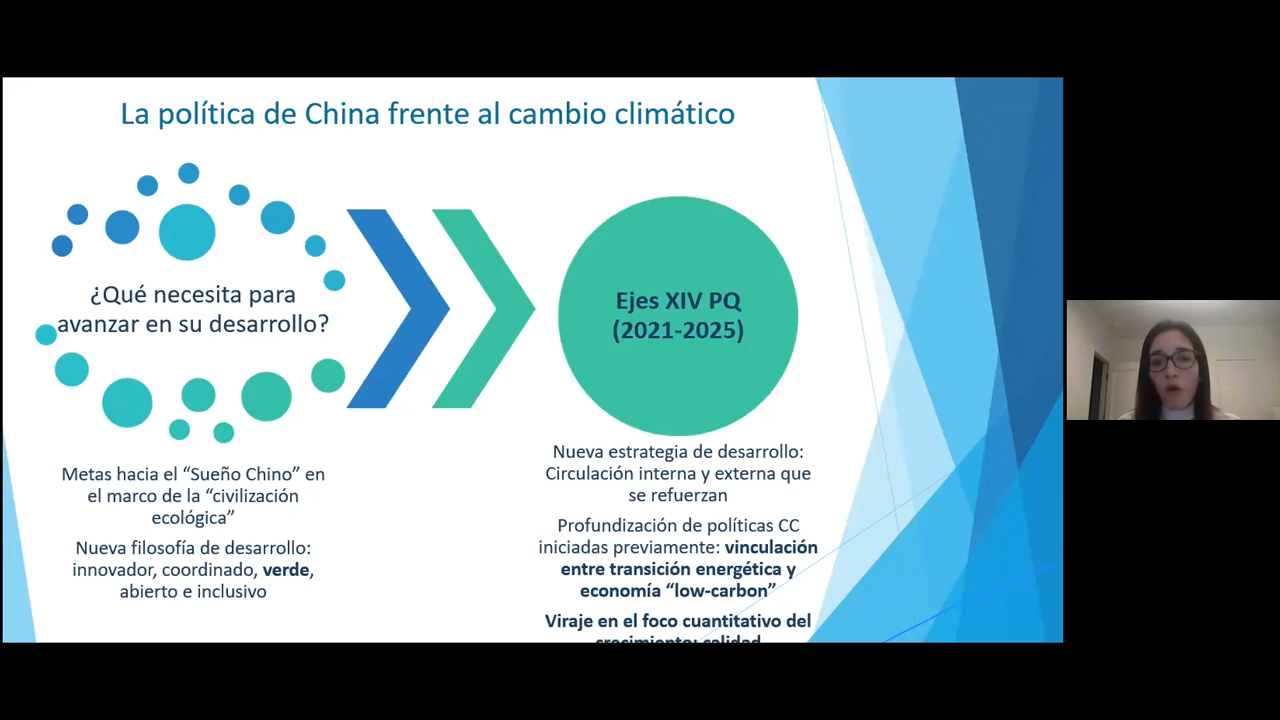 La política de China frente al cambio climático
¿Qué necesita para
avanzar en su desarrollo?
Metas hacia el “Sueño Chino” en
el marco de la “civilización
ecológica”
Nueva filosofía de desarrollo:
innovador, coordinado, verde,
abierto e inclusivo
Ejes XIV PQ
(2021-2025)
Nueva estrategia de desarrollo:
Circulación interna y externa que
se refuerzan
Profundización de políticas CC
iniciadas previamente: vinculación
entre transición energética y
economía “low-carbon”
Viraje en el foco cuantitativo del
crecimiento: calidad